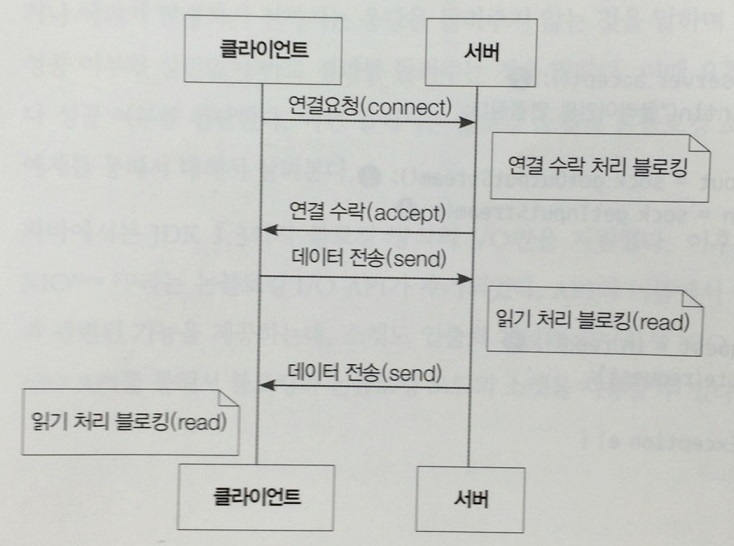 클라이언트
서버
연결요청(connect)
연결 수락 처리 블로킹
연결 수락(accept)
데이터 전송(send)
읽기 처리 블로킹(read)
데이터 전송(send)
읽기 처리 블로킹(read)
클라이언트
서버